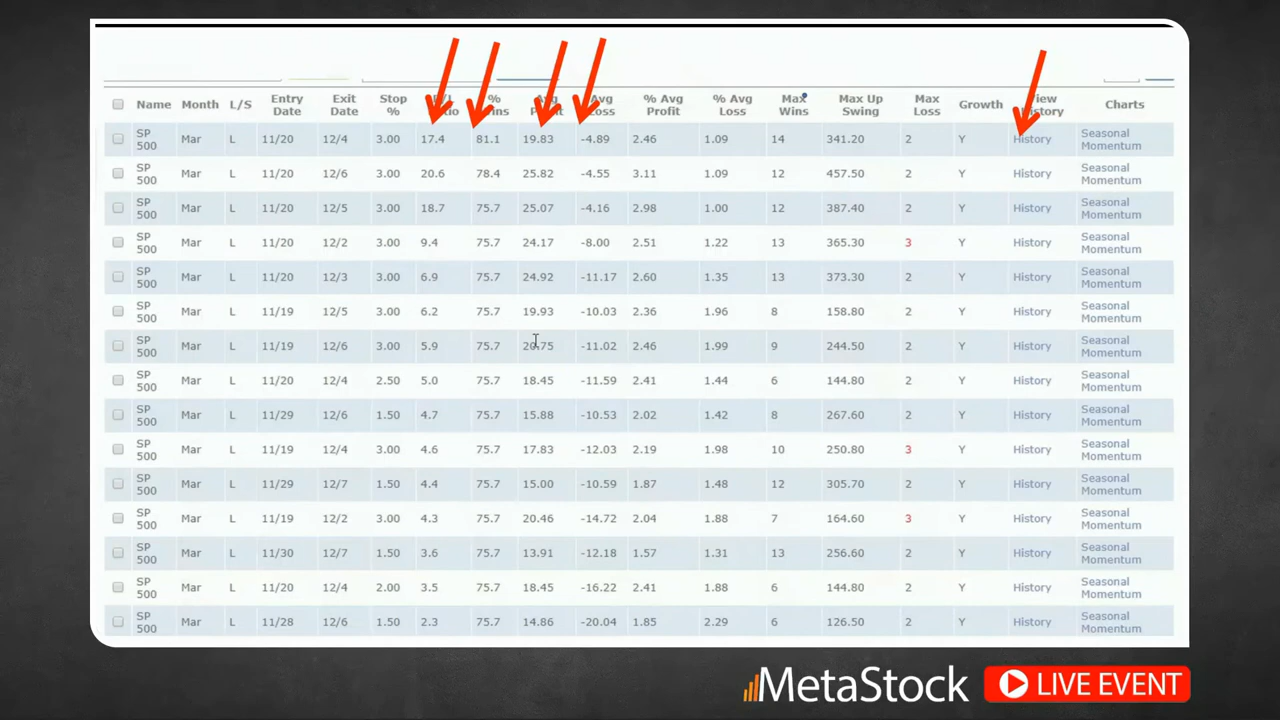 Name Month L/S Entry Date Exit Date Stop % % Avg Profit % Avg Loss Max Wins Max Up Swing Max Loss Growth Charts
SP 500 Mar L 11/20 12/4 3.00 17.4 81.1 19.83 -4.89 2.46 1.09 14 341.20 2 Y History Seasonal Momentum
SP 500 Mar L 11/20 12/6 3.00 20.6 78.4 25.82 -4.55 3.11 1.09 12 457.50 2 Y History Seasonal Momentum
SP 500 Mar L 11/20 12/5 3.00 18.7 75.7 25.07 -4.16 2.98 1.00 12 387.40 2 Y History Seasonal Momentum
SP 500 Mar L 11/20 12/2 3.00 9.4 75.7 24.17 -8.00 2.51 1.22 13 365.30 3 Y History Seasonal Momentum
SP 500 Mar L 11/20 12/3 3.00 6.9 75.7 24.92 -11.17 2.60 1.35 13 373.30 2 Y History Seasonal Momentum
SP 500 Mar L 11/19 12/5 3.00 6.2 75.7 19.93 -10.03 2.36 1.96 8 158.80 2 Y History Seasonal Momentum
SP 500 Mar L 11/19 12/6 3.00 5.9 75.7 20.75 -11.02 2.46 1.99 9 244.50 2 Y History Seasonal Momentum
SP 500 Mar L 11/20 12/4 2.50 5.0 75.7 18.45 -11.59 2.41 1.44 6 144.80 2 Y History Seasonal Momentum
SP 500 Mar L 11/29 12/6 1.50 4.7 75.7 15.88 -10.53 2.02 1.42 8 267.60 2 Y History Seasonal Momentum
SP 500 Mar L 11/19 12/4 3.00 4.6 75.7 17.83 -12.03 2.19 1.98 10 250.80 3 Y History Seasonal Momentum
SP 500 Mar L 11/29 12/7 1.50 4.4 75.7 15.00 -10.59 1.87 1.48 12 305.70 2 Y History Seasonal Momentum
SP 500 Mar L 11/19 12/2 3.00 4.3 75.7 20.46 -14.72 2.04 1.88 7 164.60 3 Y History Seasonal Momentum
SP 500 Mar L 11/30 12/7 1.50 3.6 75.7 13.91 -12.18 1.57 1.31 13 256.60 2 Y History Seasonal Momentum
SP 500 Mar L 11/20 12/4 2.00 3.5 75.7 18.45 -16.22 2.41 1.88 6 144.80 2 Y History Seasonal Momentum
SP 500 Mar L 11/28 12/6 1.50 2.3 75.7 14.86 -20.04 1.85 2.29 6 126.50 2 Y History Seasonal Momentum
MetaStock LIVE EVENT